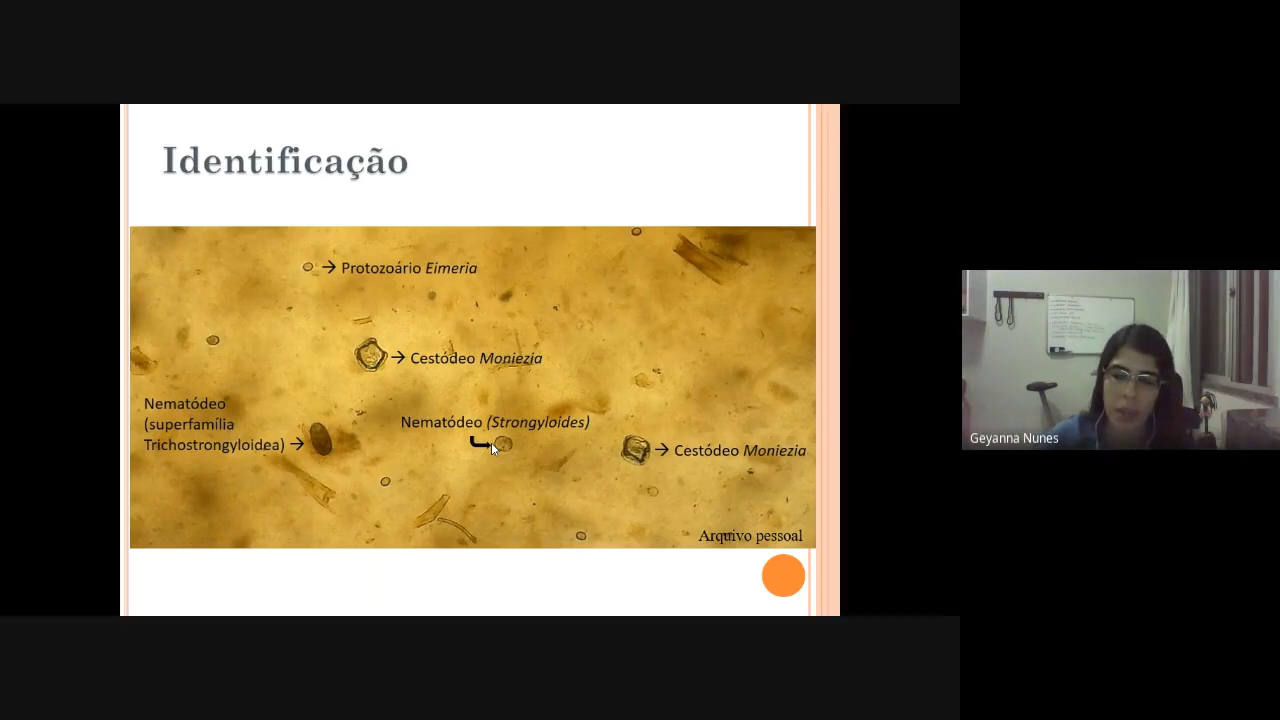 Identificação
→ Protozoário Eimeria
→ Cestódeo Moniezia
Nematódeo
(superfamília
Trichostrongyloidea) →
Nematódeo (Strongyloides)
→ Cestódeo Moniezia
Arquivo pessoal
Geyanna Nunes